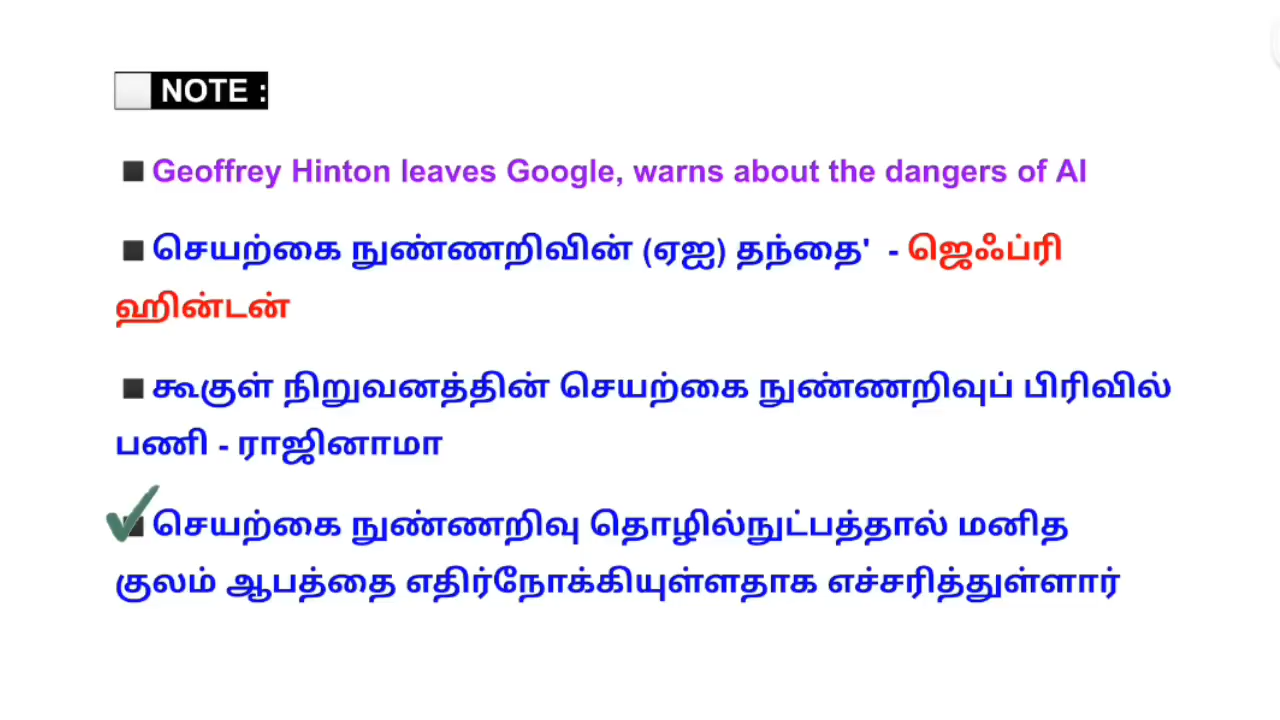 NOTE :
Geoffrey Hinton leaves Google, warns about the dangers of AI
செயற்கை நுண்ணறிவின் (ஏஐ) தந்தை' - ஜெஃப்ரி
ஹின்டன்
கூகுள் நிறுவனத்தின் செயற்கை நுண்ணறிவுப் பிரிவில்
பணி - ராஜினாமா
செயற்கை நுண்ணறிவு தொழில்நுட்பத்தால் மனித
குலம் ஆபத்தை எதிர்நோக்கியுள்ளதாக எச்சரித்துள்ளார்